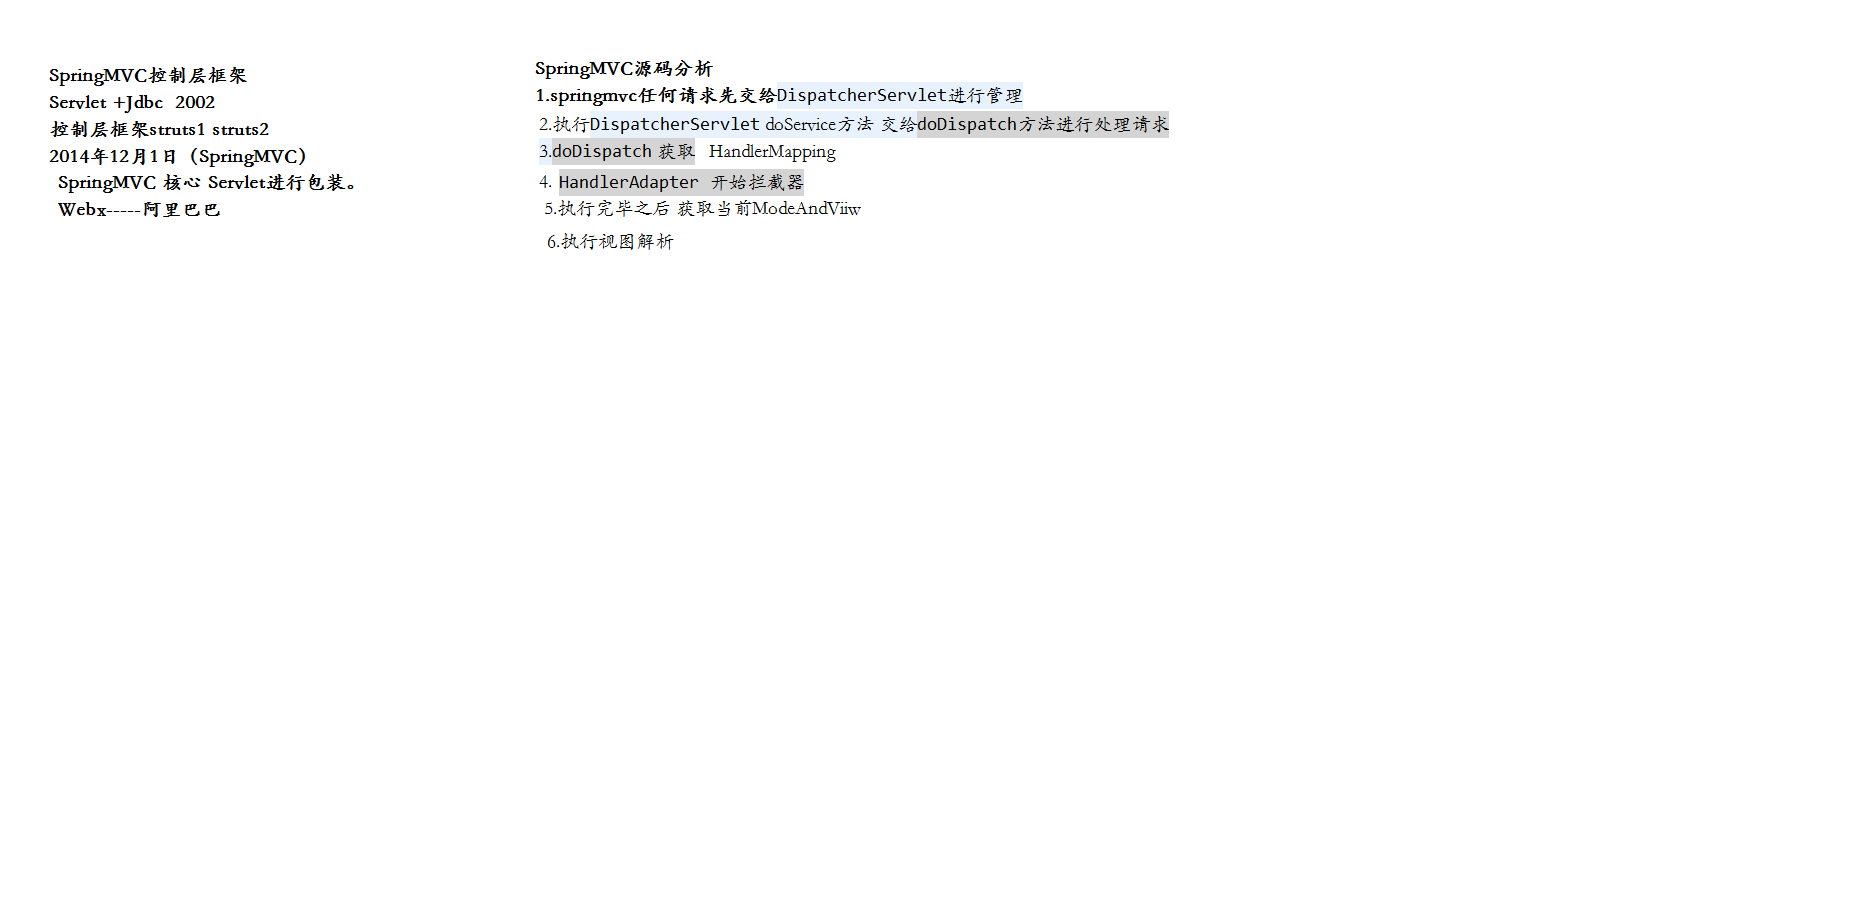 SpringMVC控制层框架
Servlet +Jdbc  2002
控制层框架struts1 struts2
2014年12月1日（SpringMVC）
SpringMVC 核心 Servlet进行包装。
Webx-----阿里巴巴
SpringMVC源码分析
1.springmvc任何请求先交给DispatcherServlet进行管理
2.执行DispatcherServlet doService方法 交给doDispatch方法进行处理请求
3.doDispatch 获取  HandlerMapping
4. HandlerAdapter  开始拦截器
5.执行完毕之后 获取当前ModeAndViiw
6.执行视图解析